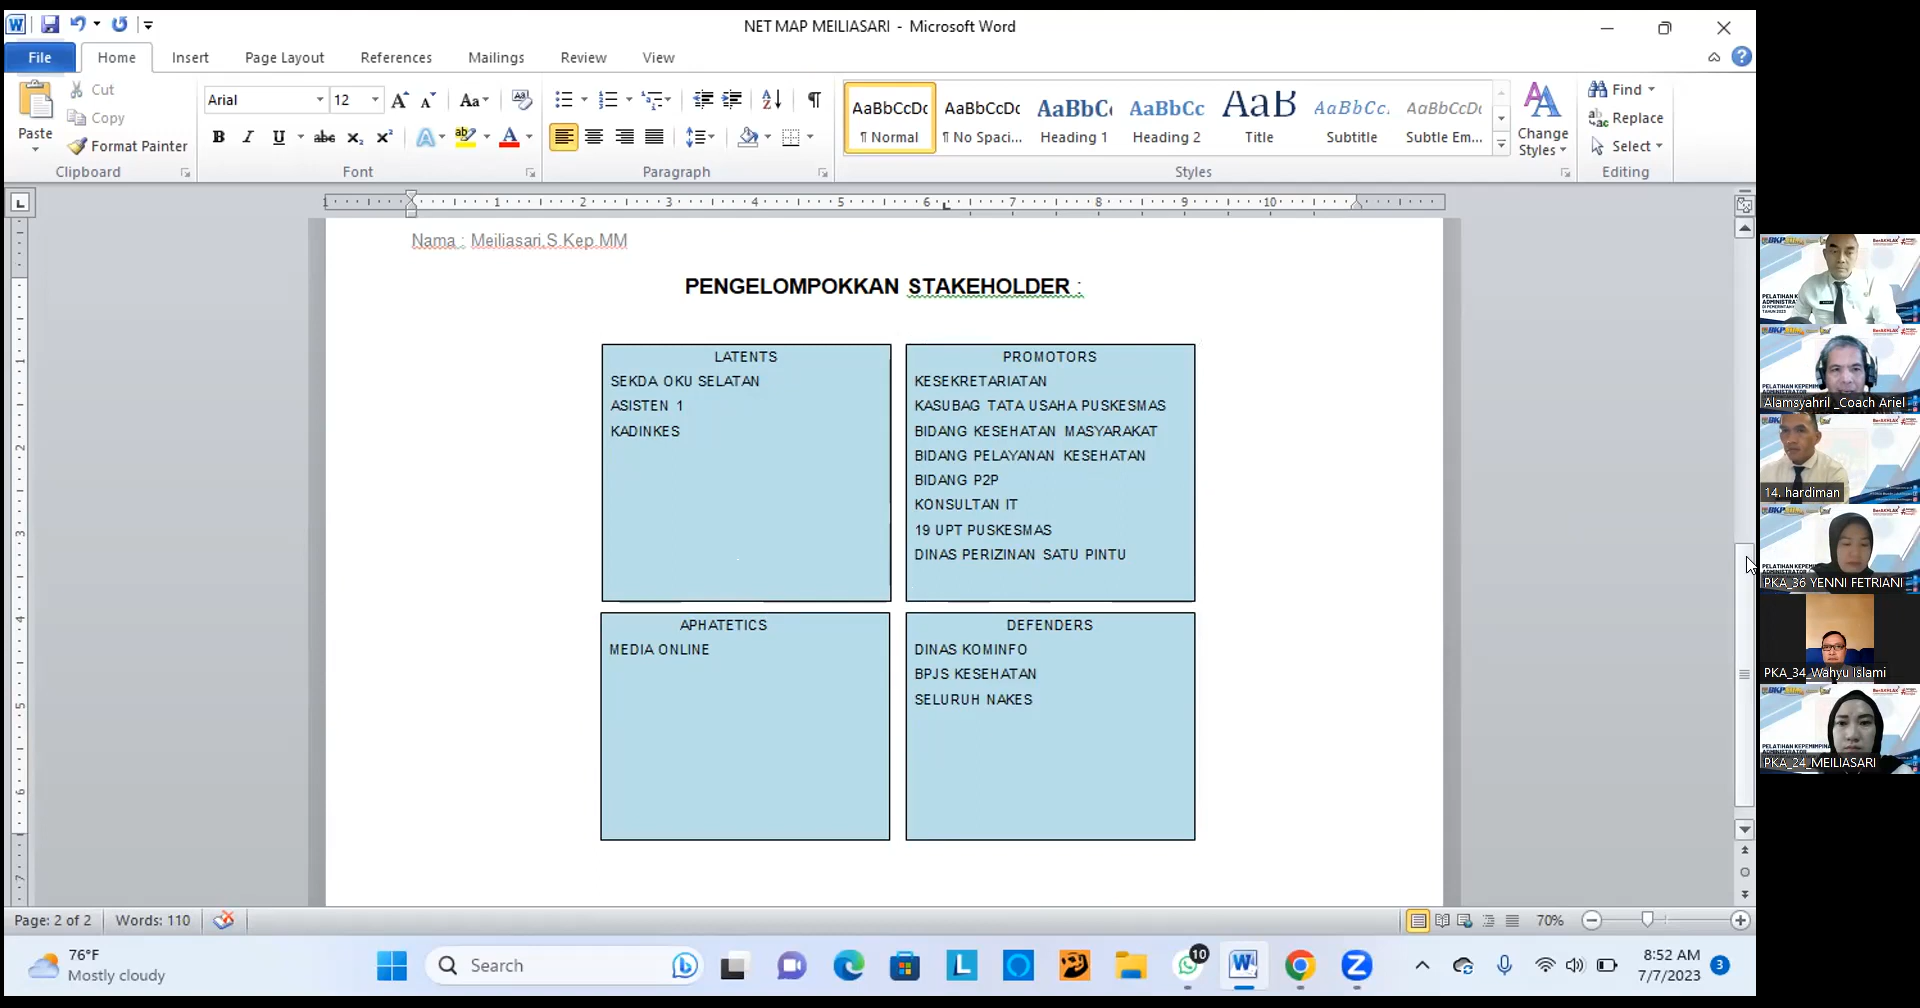 NET MAP MEILIASARI - Microsoft Word
File Home Insert Page Layout References Mailings Review View
Paste
Cut
Copy
Format Painter
Clipboard
Arial 12
Font
Paragraph
AaBbCcDc AaBbCcDc AaBbC AaBbCc AaB AaBbCc. AaBbCcDc
¶ Normal ¶ No Spaci... Heading 1 Heading 2 Title Subtitle Subtle Em...
Styles
Change
Styles
Find
Replace
Select
Editing
Nama : Meiliasari,S.Kep.MM
PENGELOMPOKKAN STAKEHOLDER :
LATENTS
SEKDA OKU SELATAN
ASISTEN 1
KADINKES
PROMOTORS
KESEKRETARIATAN
KASUBAG TATA USAHA PUSKESMAS
BIDANG KESEHATAN MASYARAKAT
BIDANG PELAYANAN KESEHATAN
BIDANG P2P
KONSULTAN IT
19 UPT PUSKESMAS
DINAS PERIZINAN SATU PINTU
APHATETICS
MEDIA ONLINE
DEFENDERS
DINAS KOMINFO
BPJS KESEHATAN
SELURUH NAKES
Alamsyahril _Coach Ariel
14. hardiman
PKA_36 YENNI FETRIANI
PKA_34_Wahyu Islami
PKA_24_MEILIASARI
Page: 2 of 2 Words: 110
70%
76°F
Mostly cloudy
Search
10
8:52 AM
7/7/2023
3